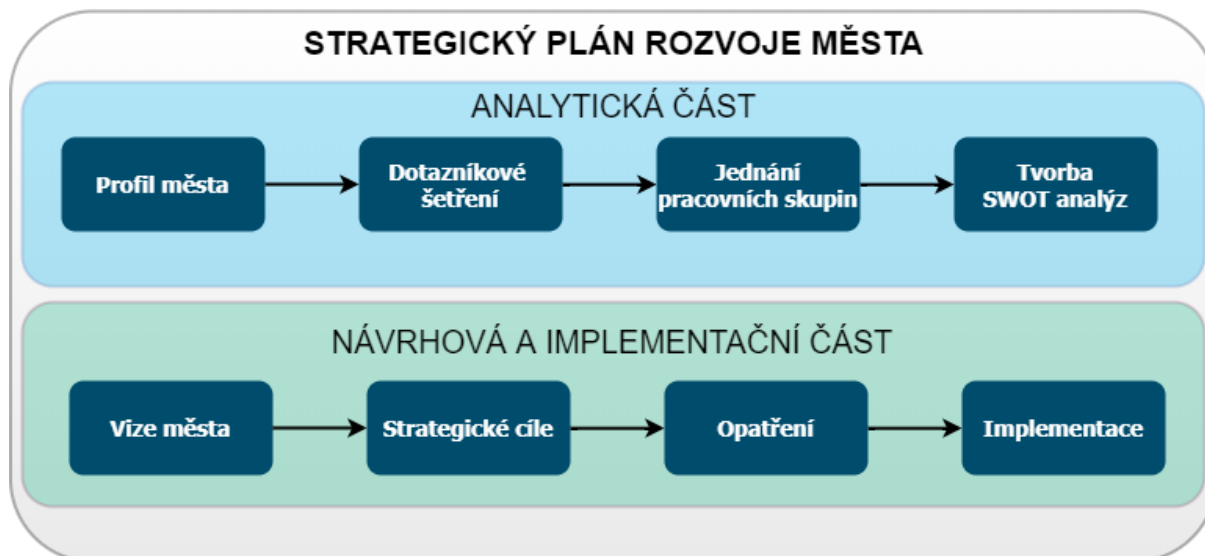 STRATEGICKÝ PLÁN ROZVOJE MĚSTA
ANALYTICKÁ ČÁST
Profil města
Dotazníkové
šetření
Jednání
pracovních skupin
Tvorba
SWOT analýz
NÁVRHOVÁ A IMPLEMENTAČNÍ ČÁST
Vize města
Strategické cíle
Opatření
Implementace